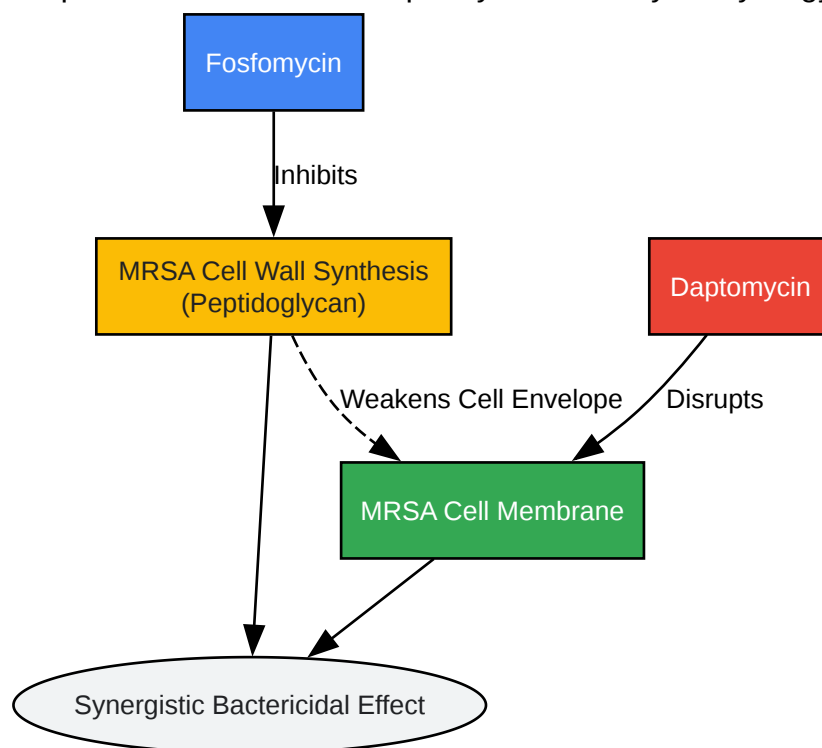 Fosfomycin
Inhibits
MRSA Cell Wall Synthesis
(Peptidoglycan)
Daptomycin
Weakens Cell Envelope
Disrupts
MRSA Cell Membrane
Synergistic Bactericidal Effect